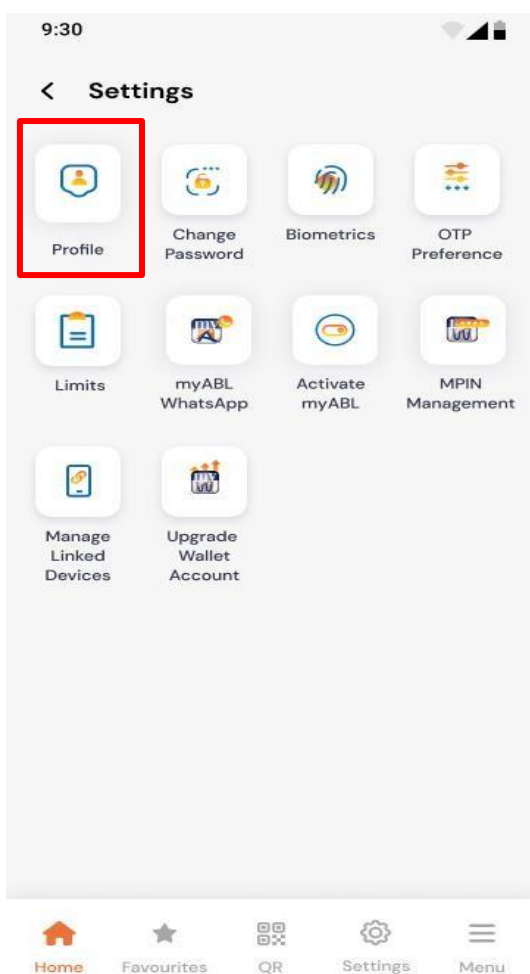 9:30
Settings
Profile
Change
Password
Biometrics
OTP
Preference
Limits
myABL
WhatsApp
Activate
myABL
MPIN
Management
Manage
Linked
Devices
Upgrade
Wallet
Account
Home
Favourites
QR
Settings
Menu